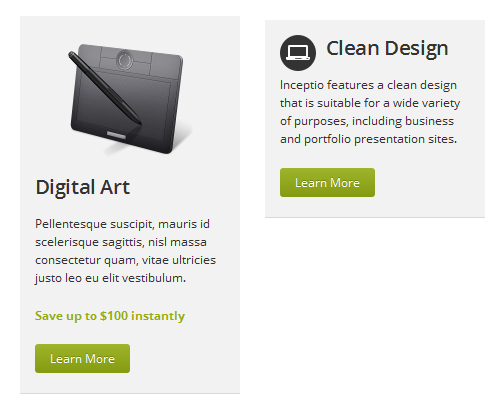 Digital Art
Pellentesque suscipit, mauris id
scelerisque sagittis, nisl massa
consectetur quam, vitae ultricies
justo leo eu elit vestibulum.
Save up to $100 instantly
Learn More
Clean Design
Inceptio features a clean design
that is suitable for a wide variety
of purposes, including business
and portfolio presentation sites.
Learn More